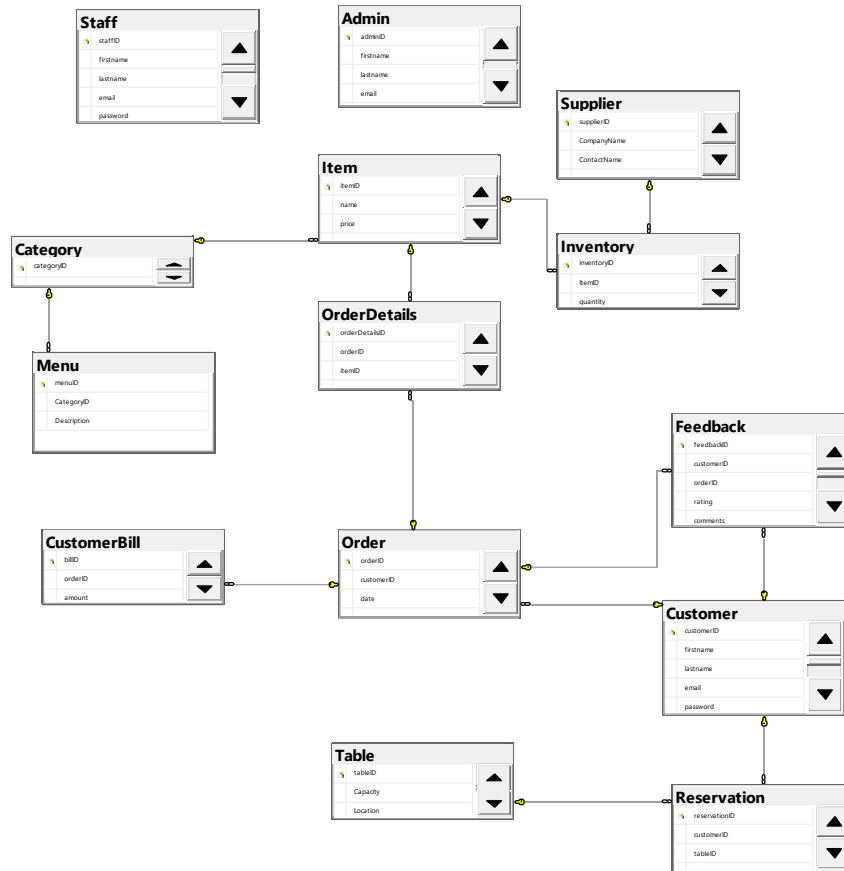 Staff
staffID
firstname
lastname
email
password
Admin
adminID
firstname
lastname
email
Supplier
supplierID
CompanyName
ContactName
Item
itemID
name
price
Category
categoryID
Inventory
inventoryID
ItemID
quantity
OrderDetails
orderDetailsID
orderID
itemID
Menu
menuID
CategoryID
Description
Feedback
feedbackID
customerID
orderID
rating
comments
CustomerBill
billID
orderID
amount
Order
orderID
customerID
date
Customer
customerID
firstname
lastname
email
password
Table
tableID
Capacity
Location
Reservation
reservationID
customerID
tableID